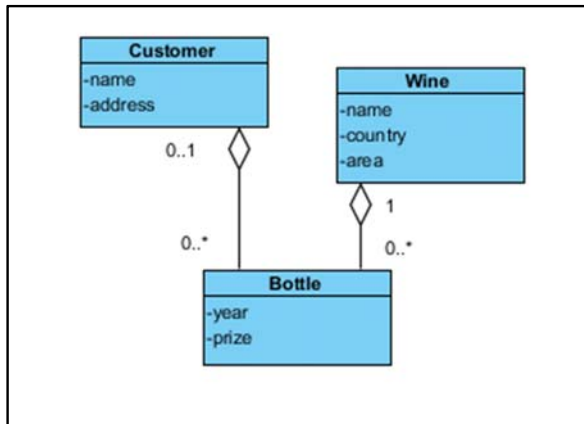 Customer
-name
-address
Wine
-name
-country
-area
0..1
1
0..*
0..*
Bottle
-year
-prize